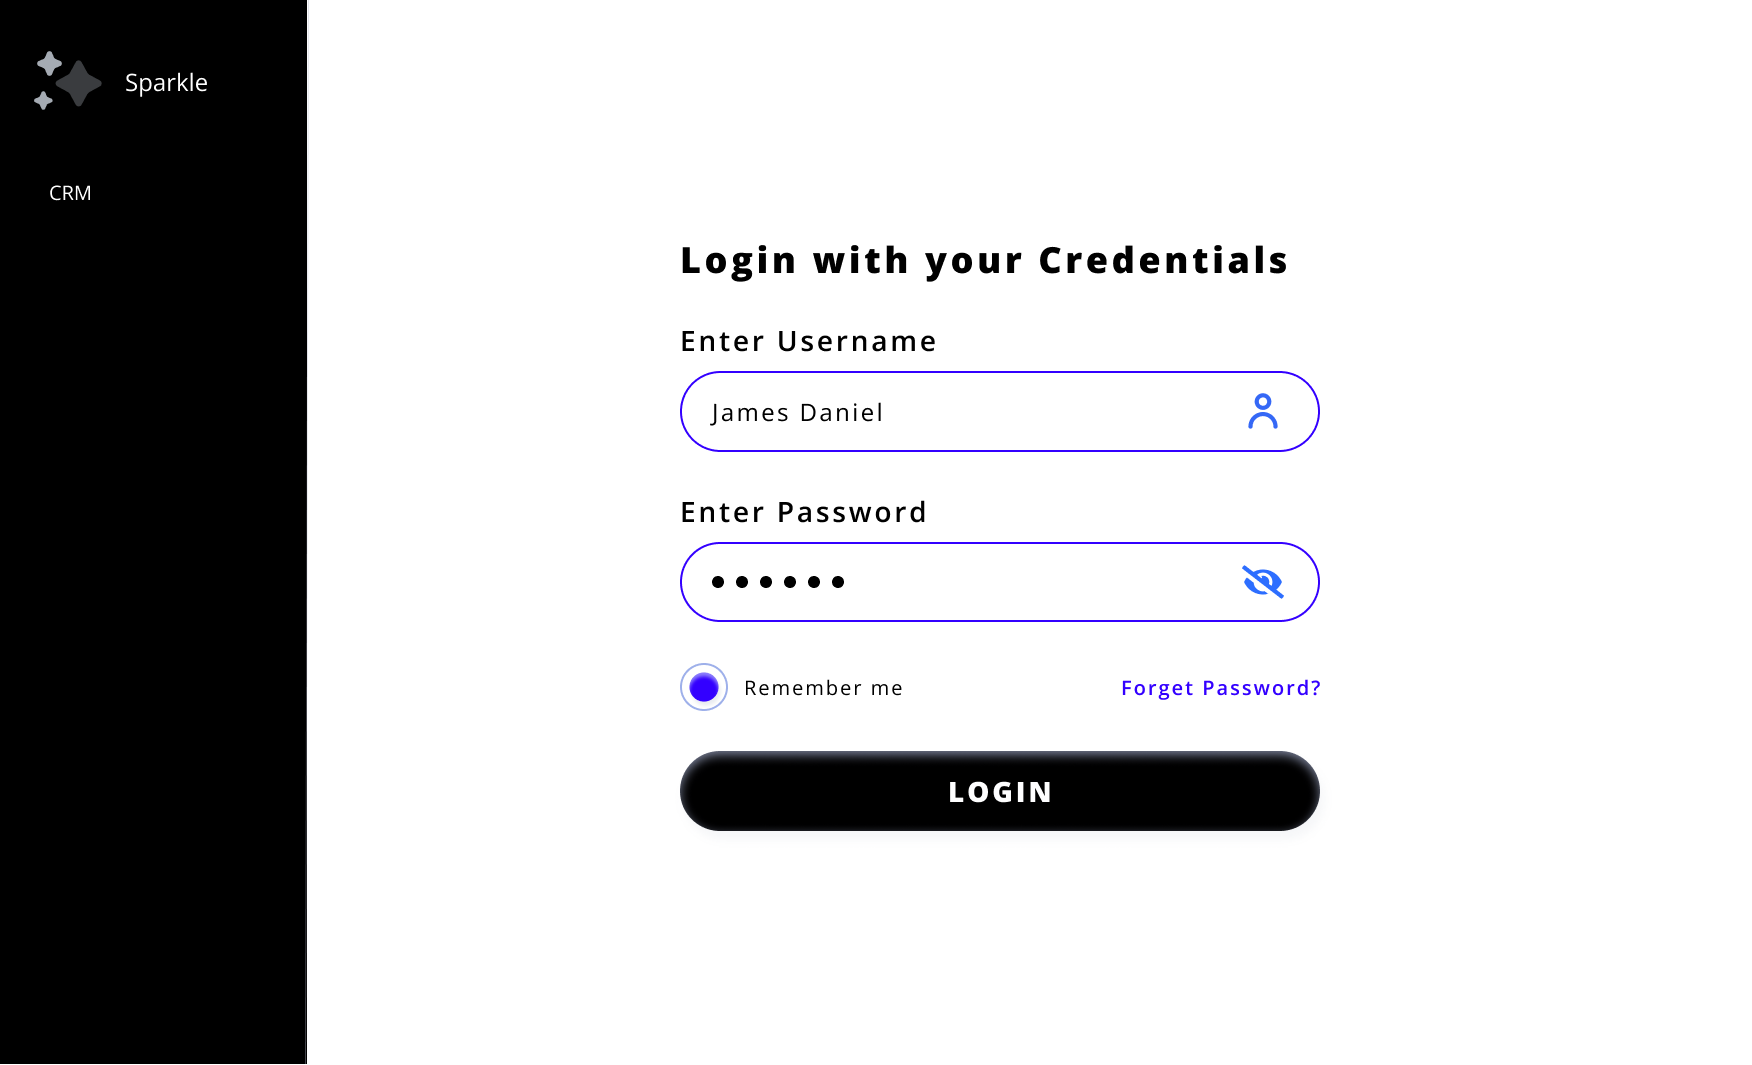 Sparkle
CRM
Login with your Credentials
Enter Username
James Daniel
Enter Password
Remember me
Forget Password?
LOGIN